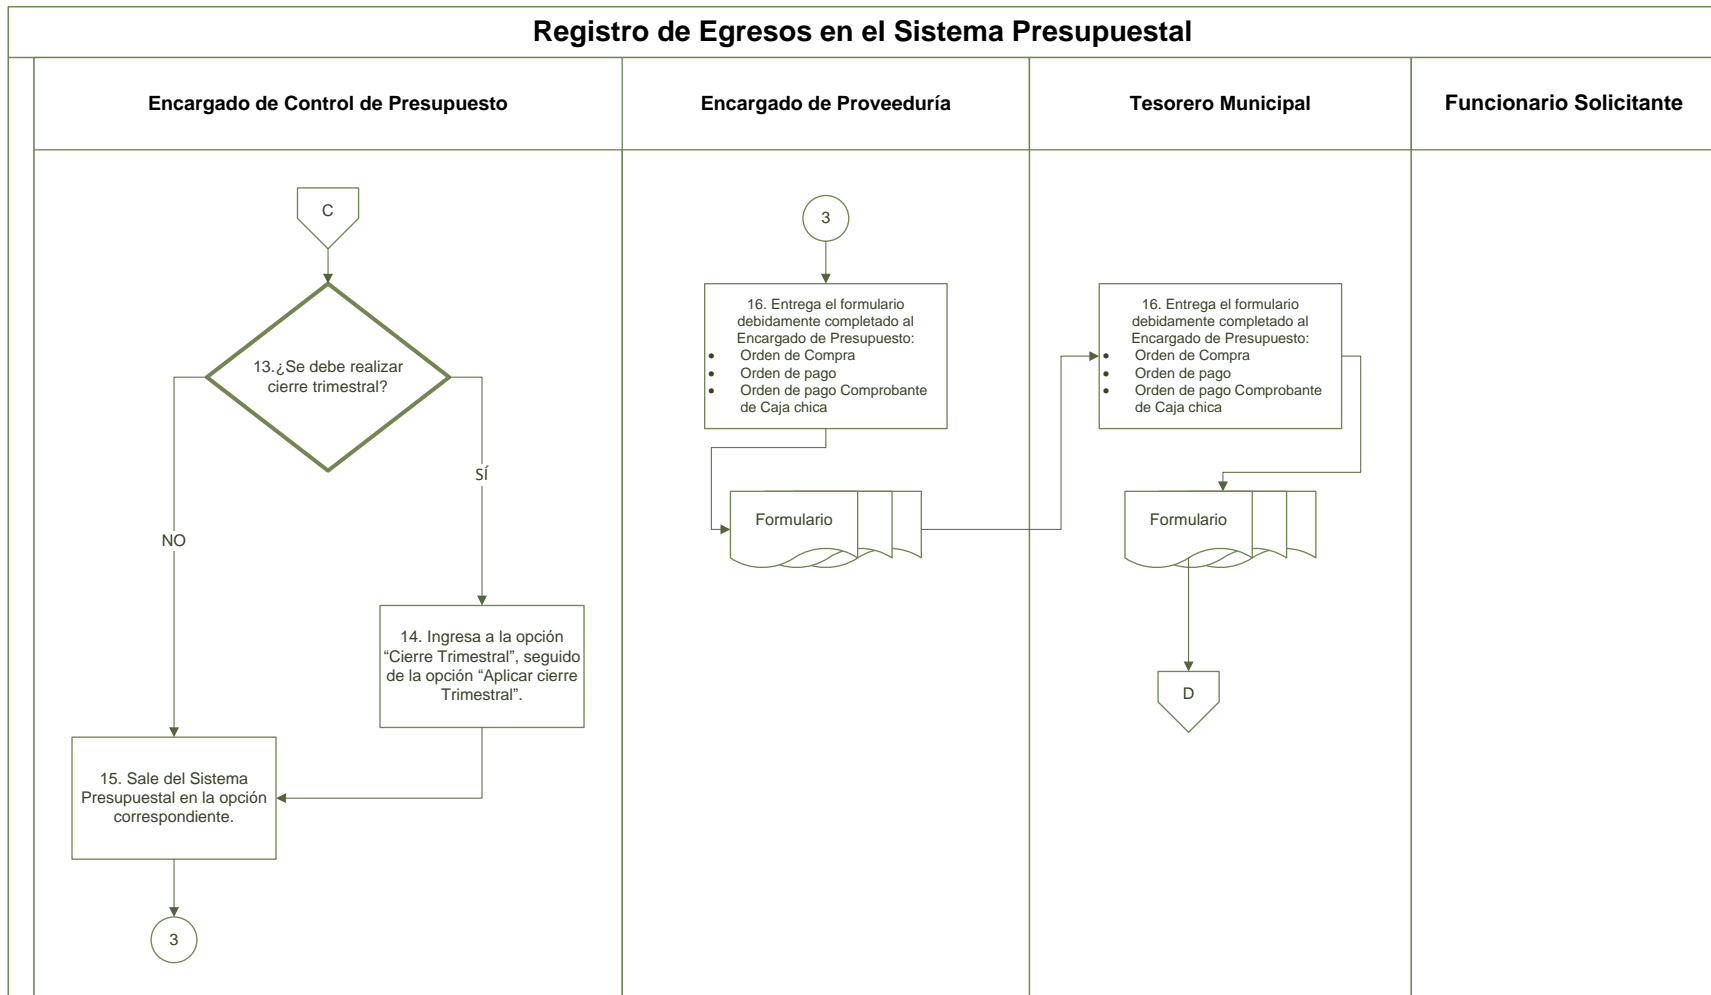 Registro de Egresos en el Sistema Presupuestal
Encargado de Control de Presupuesto
Encargado de Proveeduría
Tesorero Municipal
Funcionario Solicitante
C
13.¿Se debe realizar
cierre trimestral?
NO
SÍ
14. Ingresa a la opción
“Cierre Trimestral”, seguido
de la opción “Aplicar cierre
Trimestral”.
15. Sale del Sistema
Presupuestal en la opción
correspondiente.
3
3
16. Entrega el formulario
debidamente completado al
Encargado de Presupuesto:
• Orden de Compra
• Orden de pago
• Orden de pago Comprobante
de Caja chica
Formulario
16. Entrega el formulario
debidamente completado al
Encargado de Presupuesto:
• Orden de Compra
• Orden de pago
• Orden de pago Comprobante
de Caja chica
Formulario
D